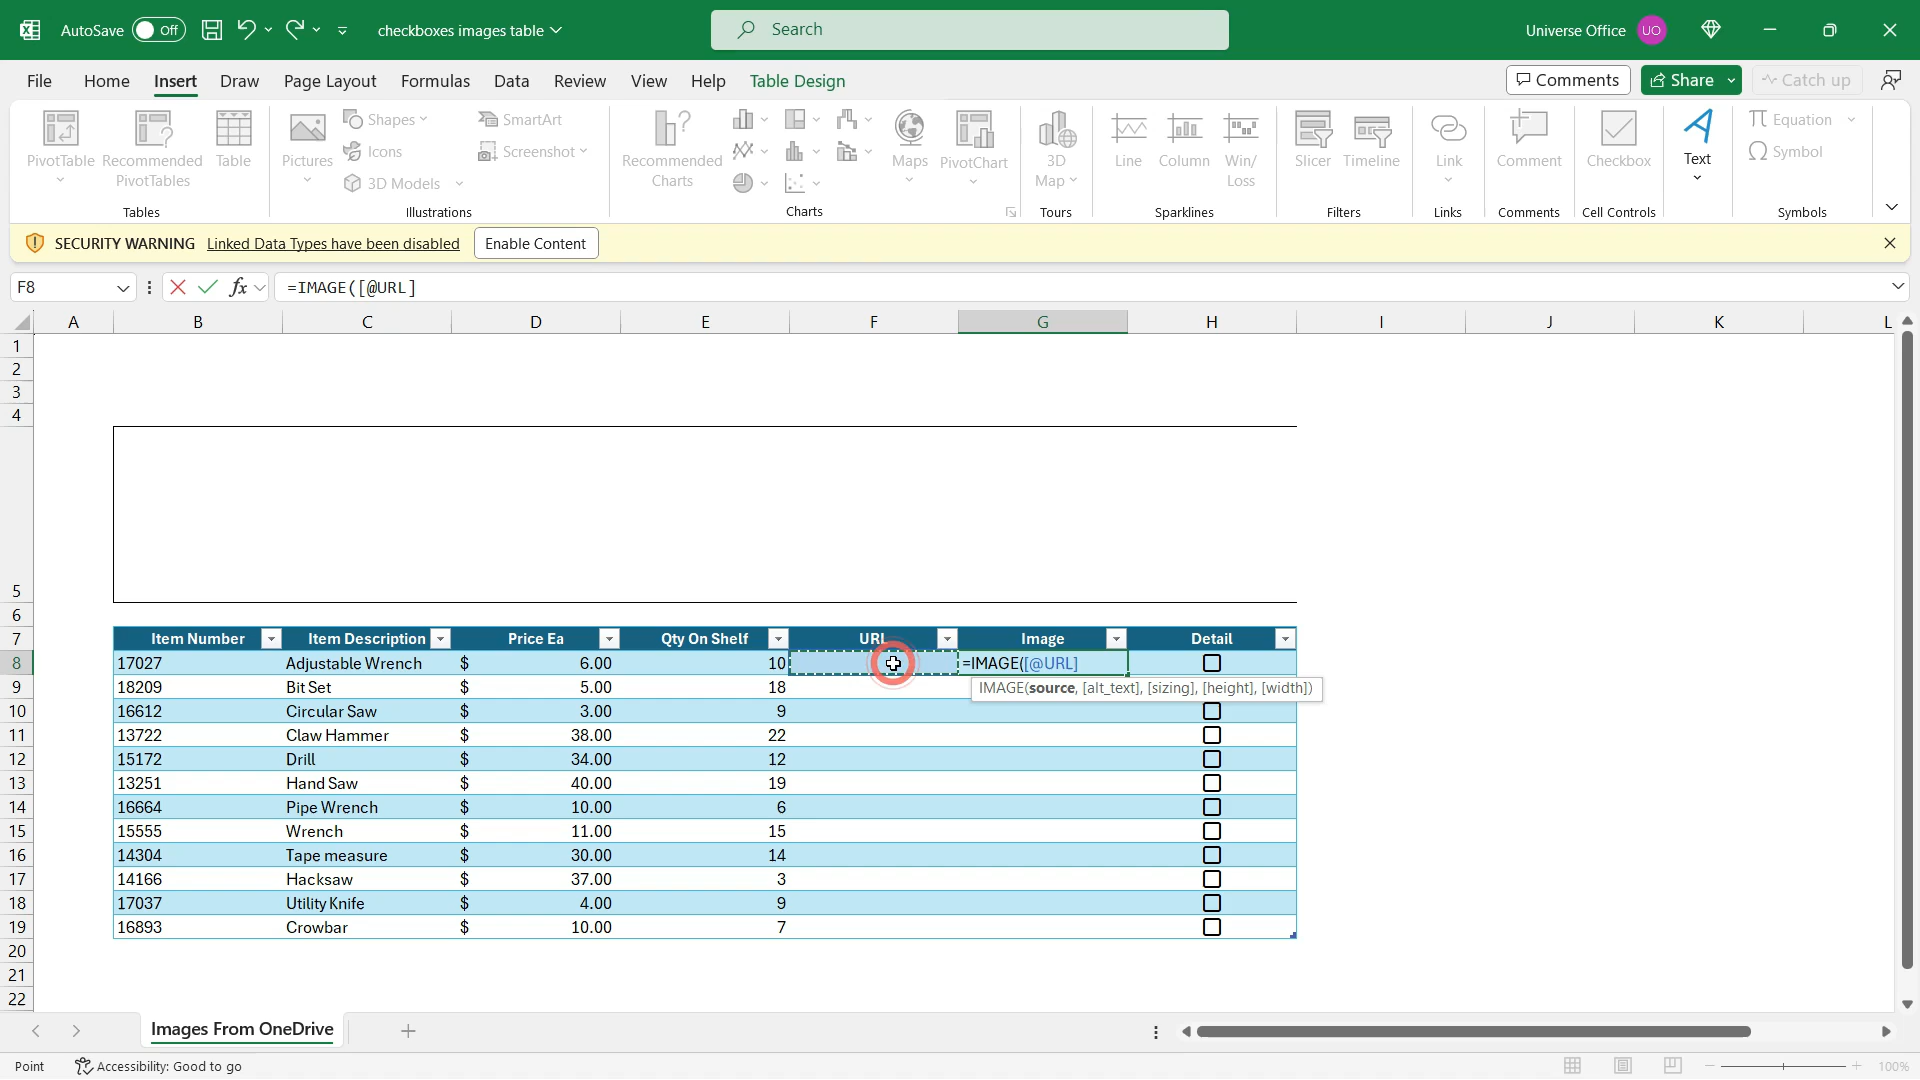 AutoSave Off checkboxes images table Search Universe Office UO
File Home Insert Draw Page Layout Formulas Data Review View Help Table Design Comments Share Catch up
PivotTable Recommended PivotTables Table
Tables
Pictures Shapes Icons 3D Models SmartArt Screenshot
Illustrations
Recommended Charts Maps PivotChart
Charts
3D Map
Tours
Line Column Win/Loss
Sparklines
Slicer Timeline
Filters
Link
Links
Comment
Comments
Checkbox
Cell Controls
Text
Equation
Symbol
Symbols
SECURITY WARNING Linked Data Types have been disabled Enable Content
F8 fx =IMAGE([@URL]
A B C D E F G H I J K L
1
2
3
4
5
6
7 Item Number Item Description Price Ea Qty On Shelf URL Image Detail
8 17027 Adjustable Wrench $ 6.00 10 =IMAGE([@URL]
IMAGE(source, [alt_text], [sizing], [height], [width])
9 18209 Bit Set $ 5.00 18
10 16612 Circular Saw $ 3.00 9
11 13722 Claw Hammer $ 38.00 22
12 15172 Drill $ 34.00 12
13 13251 Hand Saw $ 40.00 19
14 16664 Pipe Wrench $ 10.00 6
15 15555 Wrench $ 11.00 15
16 14304 Tape measure $ 30.00 14
17 14166 Hacksaw $ 37.00 3
18 17037 Utility Knife $ 4.00 9
19 16893 Crowbar $ 10.00 7
20
21
22
Images From OneDrive
Point Accessibility: Good to go 100%